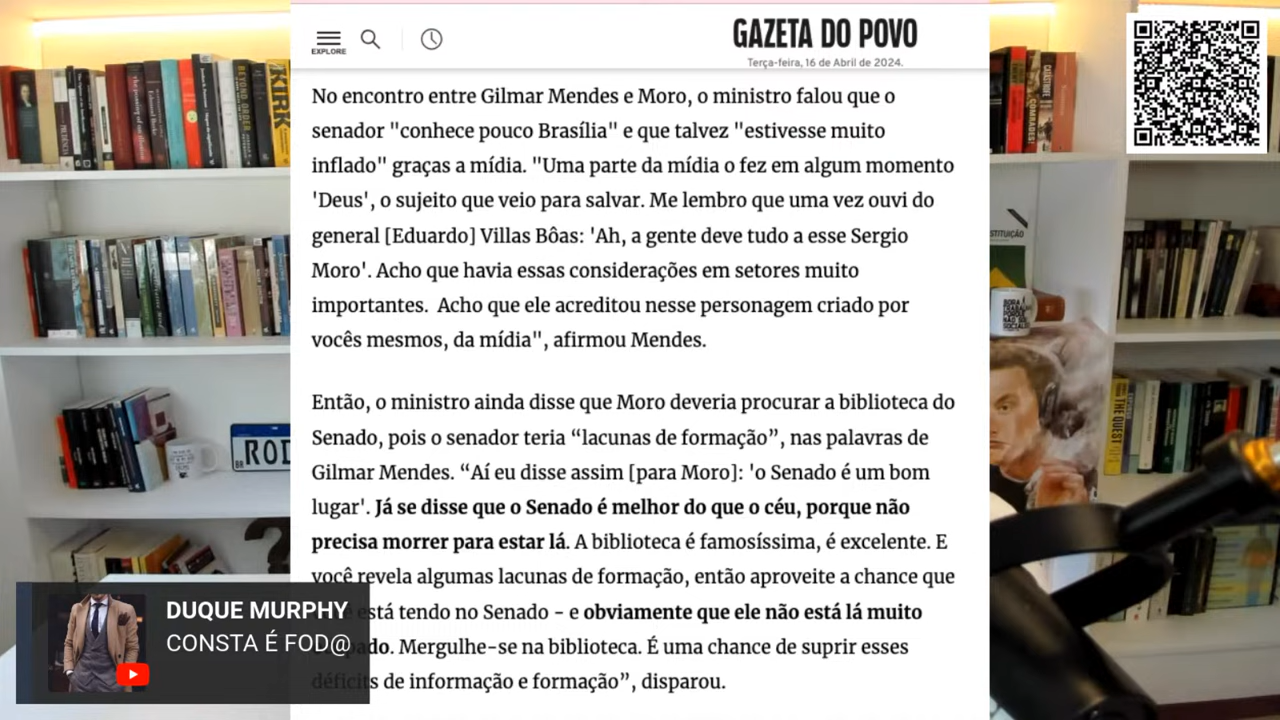 EXPLORE
GAZETA DO POVO
Terça-feira, 16 de Abril de 2024.
No encontro entre Gilmar Mendes e Moro, o ministro falou que o
senador "conhece pouco Brasília" e que talvez "estivesse muito
inflado" graças a mídia. "Uma parte da mídia o fez em algum momento
'Deus', o sujeito que veio para salvar. Me lembro que uma vez ouvi do
general [Eduardo] Villas Bôas: 'Ah, a gente deve tudo a esse Sergio
Moro'. Acho que havia essas considerações em setores muito
importantes.  Acho que ele acreditou nesse personagem criado por
vocês mesmos, da mídia", afirmou Mendes.
Então, o ministro ainda disse que Moro deveria procurar a biblioteca do
Senado, pois o senador teria “lacunas de formação”, nas palavras de
Gilmar Mendes. “Aí eu disse assim [para Moro]: 'o Senado é um bom
lugar'. Já se disse que o Senado é melhor do que o céu, porque não
precisa morrer para estar lá. A biblioteca é famosíssima, é excelente. E
você revela algumas lacunas de formação, então aproveite a chance que
está tendo no Senado - e obviamente que ele não está lá muito
. Mergulhe-se na biblioteca. É uma chance de suprir esses
déficits de informação e formação”, disparou.
DUQUE MURPHY
CONSTA É FOD@
KIRK
BEYOND ORDER
ROD
BR
THE QUEST
COMRADES!